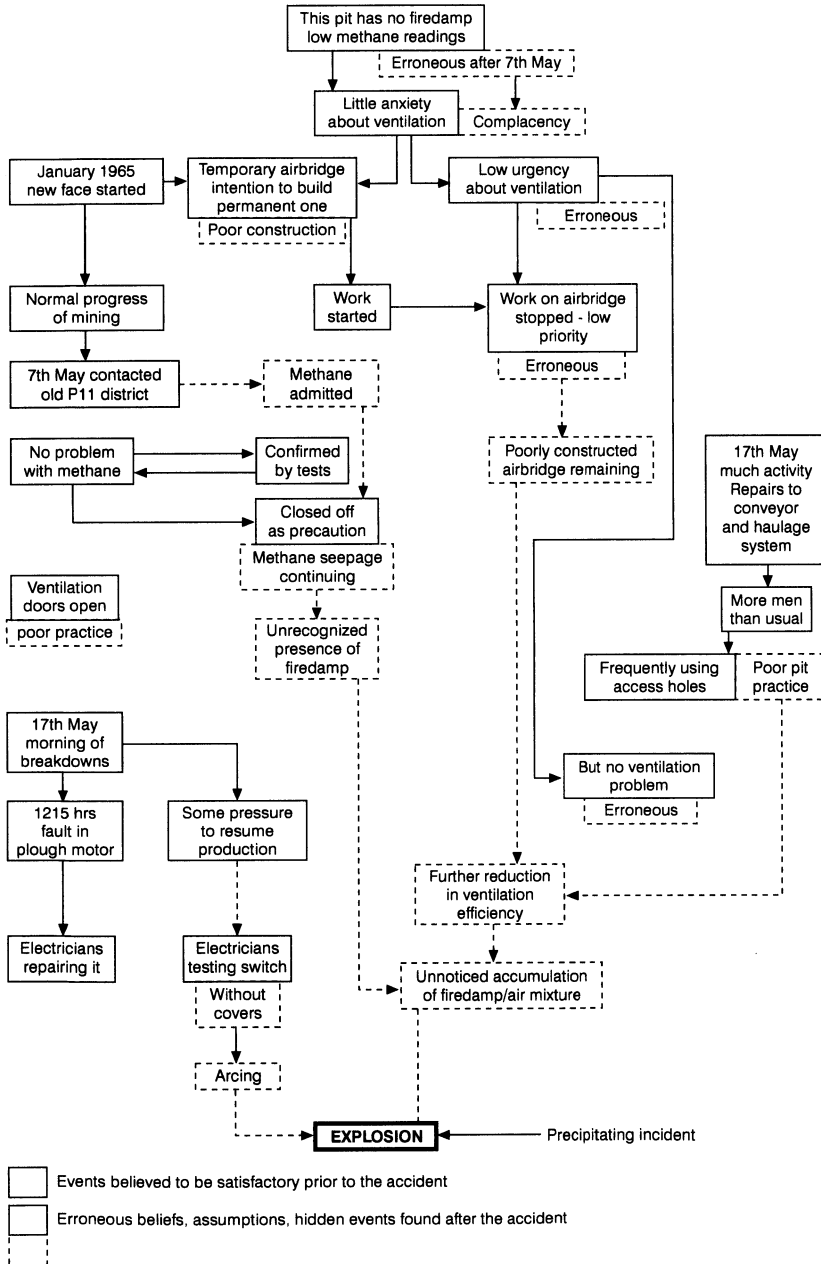 This pit has no firedamp
low methane readings
Erroneous after 7th May
Little anxiety
about ventilation
Complacency
January 1965
new face started
Temporary airbridge
intention to build
permanent one
Poor construction
Low urgency
about ventilation
Erroneous
Normal progress
of mining
Work
started
Work on airbridge
stopped - low
priority
Erroneous
7th May contacted
old P11 district
Methane
admitted
No problem
with methane
Confirmed
by tests
Poorly constructed
airbridge remaining
17th May
much activity
Repairs to
conveyor
and haulage
system
Closed off
as precaution
Methane seepage
continuing
Ventilation
doors open
poor practice
Unrecognized
presence of
firedamp
More men
than usual
Frequently using
access holes
Poor pit
practice
17th May
morning of
breakdowns
But no ventilation
problem
Erroneous
1215 hrs
fault in
plough motor
Some pressure
to resume
production
Further reduction
in ventilation
efficiency
Electricians
repairing it
Electricians
testing switch
Without
covers
Unnoticed accumulation
of firedamp/air mixture
Arcing
EXPLOSION
Precipitating incident
Events believed to be satisfactory prior to the accident
Erroneous beliefs, assumptions, hidden events found after the accident